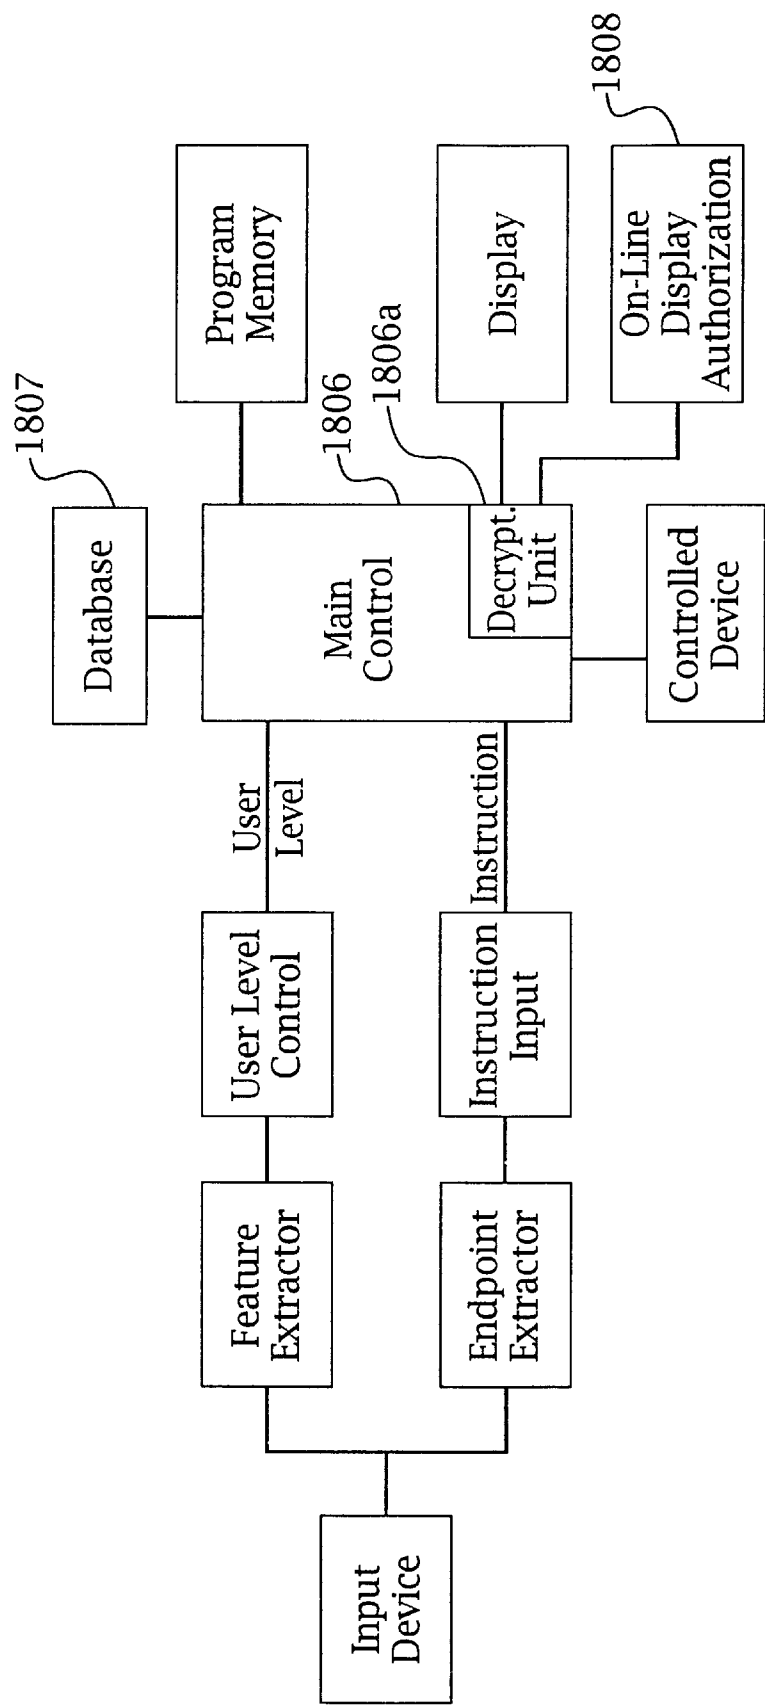 1807
Database
Program
Memory
1806
1806a
Main
Control
Decrypt.
Unit
Display
1808
On-Line
Display
Authorization
Controlled
Device
User
Level
Instruction
User Level
Control
Instruction
Input
Feature
Extractor
Endpoint
Extractor
Input
Device